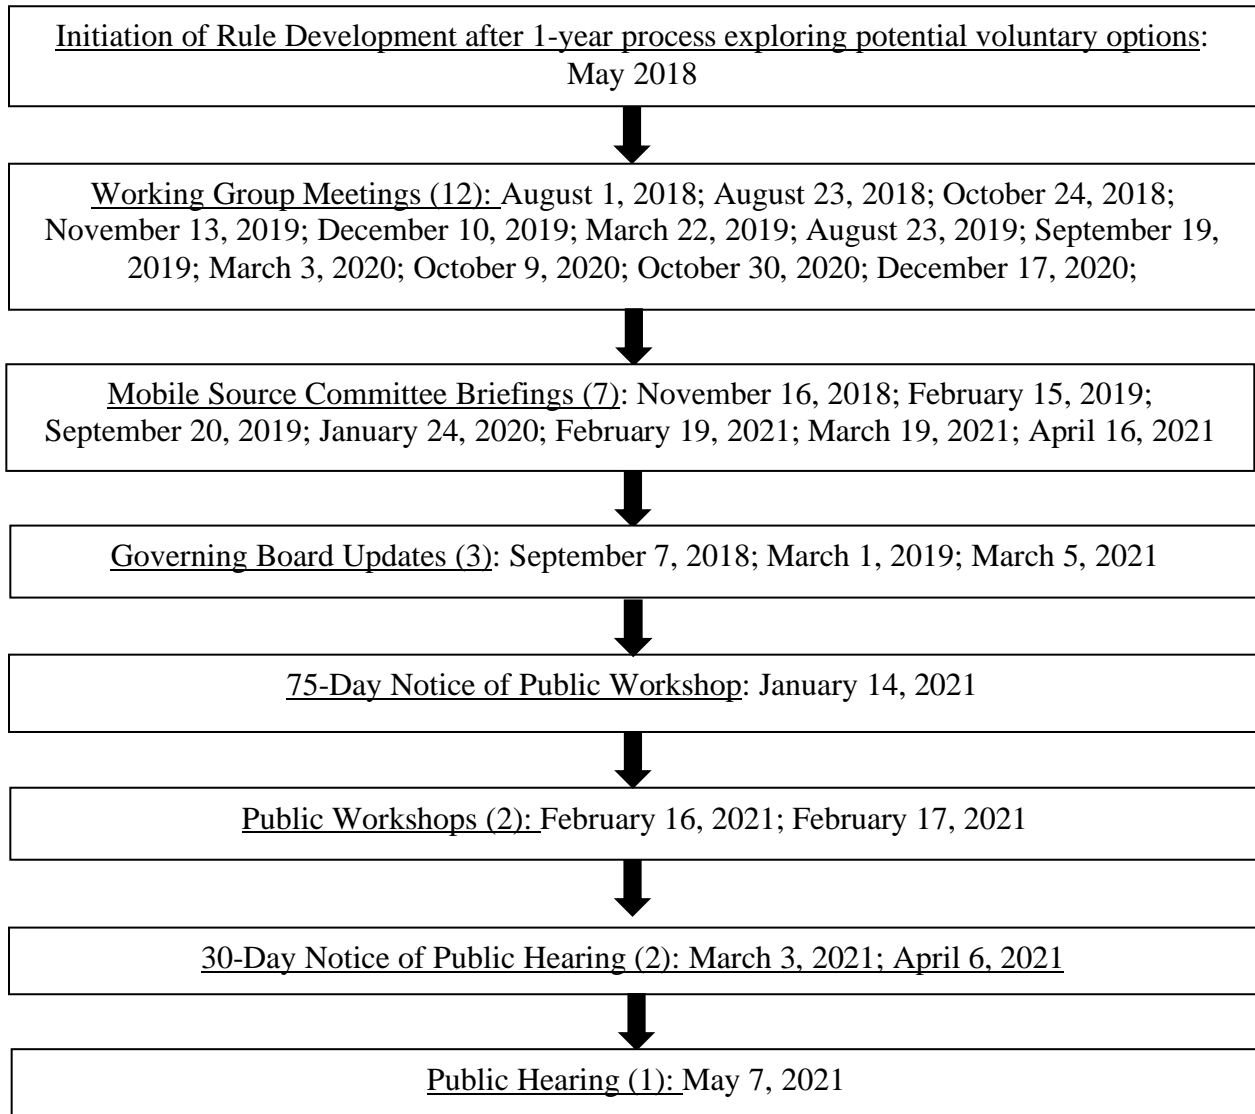 Initiation of Rule Development after 1-year process exploring potential voluntary options:
May 2018
Working Group Meetings (12): August 1, 2018; August 23, 2018; October 24, 2018;
November 13, 2019; December 10, 2019; March 22, 2019; August 23, 2019; September 19,
2019; March 3, 2020; October 9, 2020; October 30, 2020; December 17, 2020;
Mobile Source Committee Briefings (7): November 16, 2018; February 15, 2019;
September 20, 2019; January 24, 2020; February 19, 2021; March 19, 2021; April 16, 2021
Governing Board Updates (3): September 7, 2018; March 1, 2019; March 5, 2021
75-Day Notice of Public Workshop: January 14, 2021
Public Workshops (2): February 16, 2021; February 17, 2021
30-Day Notice of Public Hearing (2): March 3, 2021; April 6, 2021
Public Hearing (1): May 7, 2021